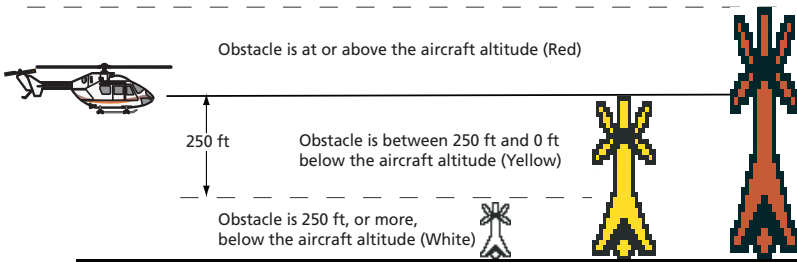 Obstacle is at or above the aircraft altitude (Red)
250 ft
Obstacle is between 250 ft and 0 ft
below the aircraft altitude (Yellow)
Obstacle is 250 ft, or more,
below the aircraft altitude (White)